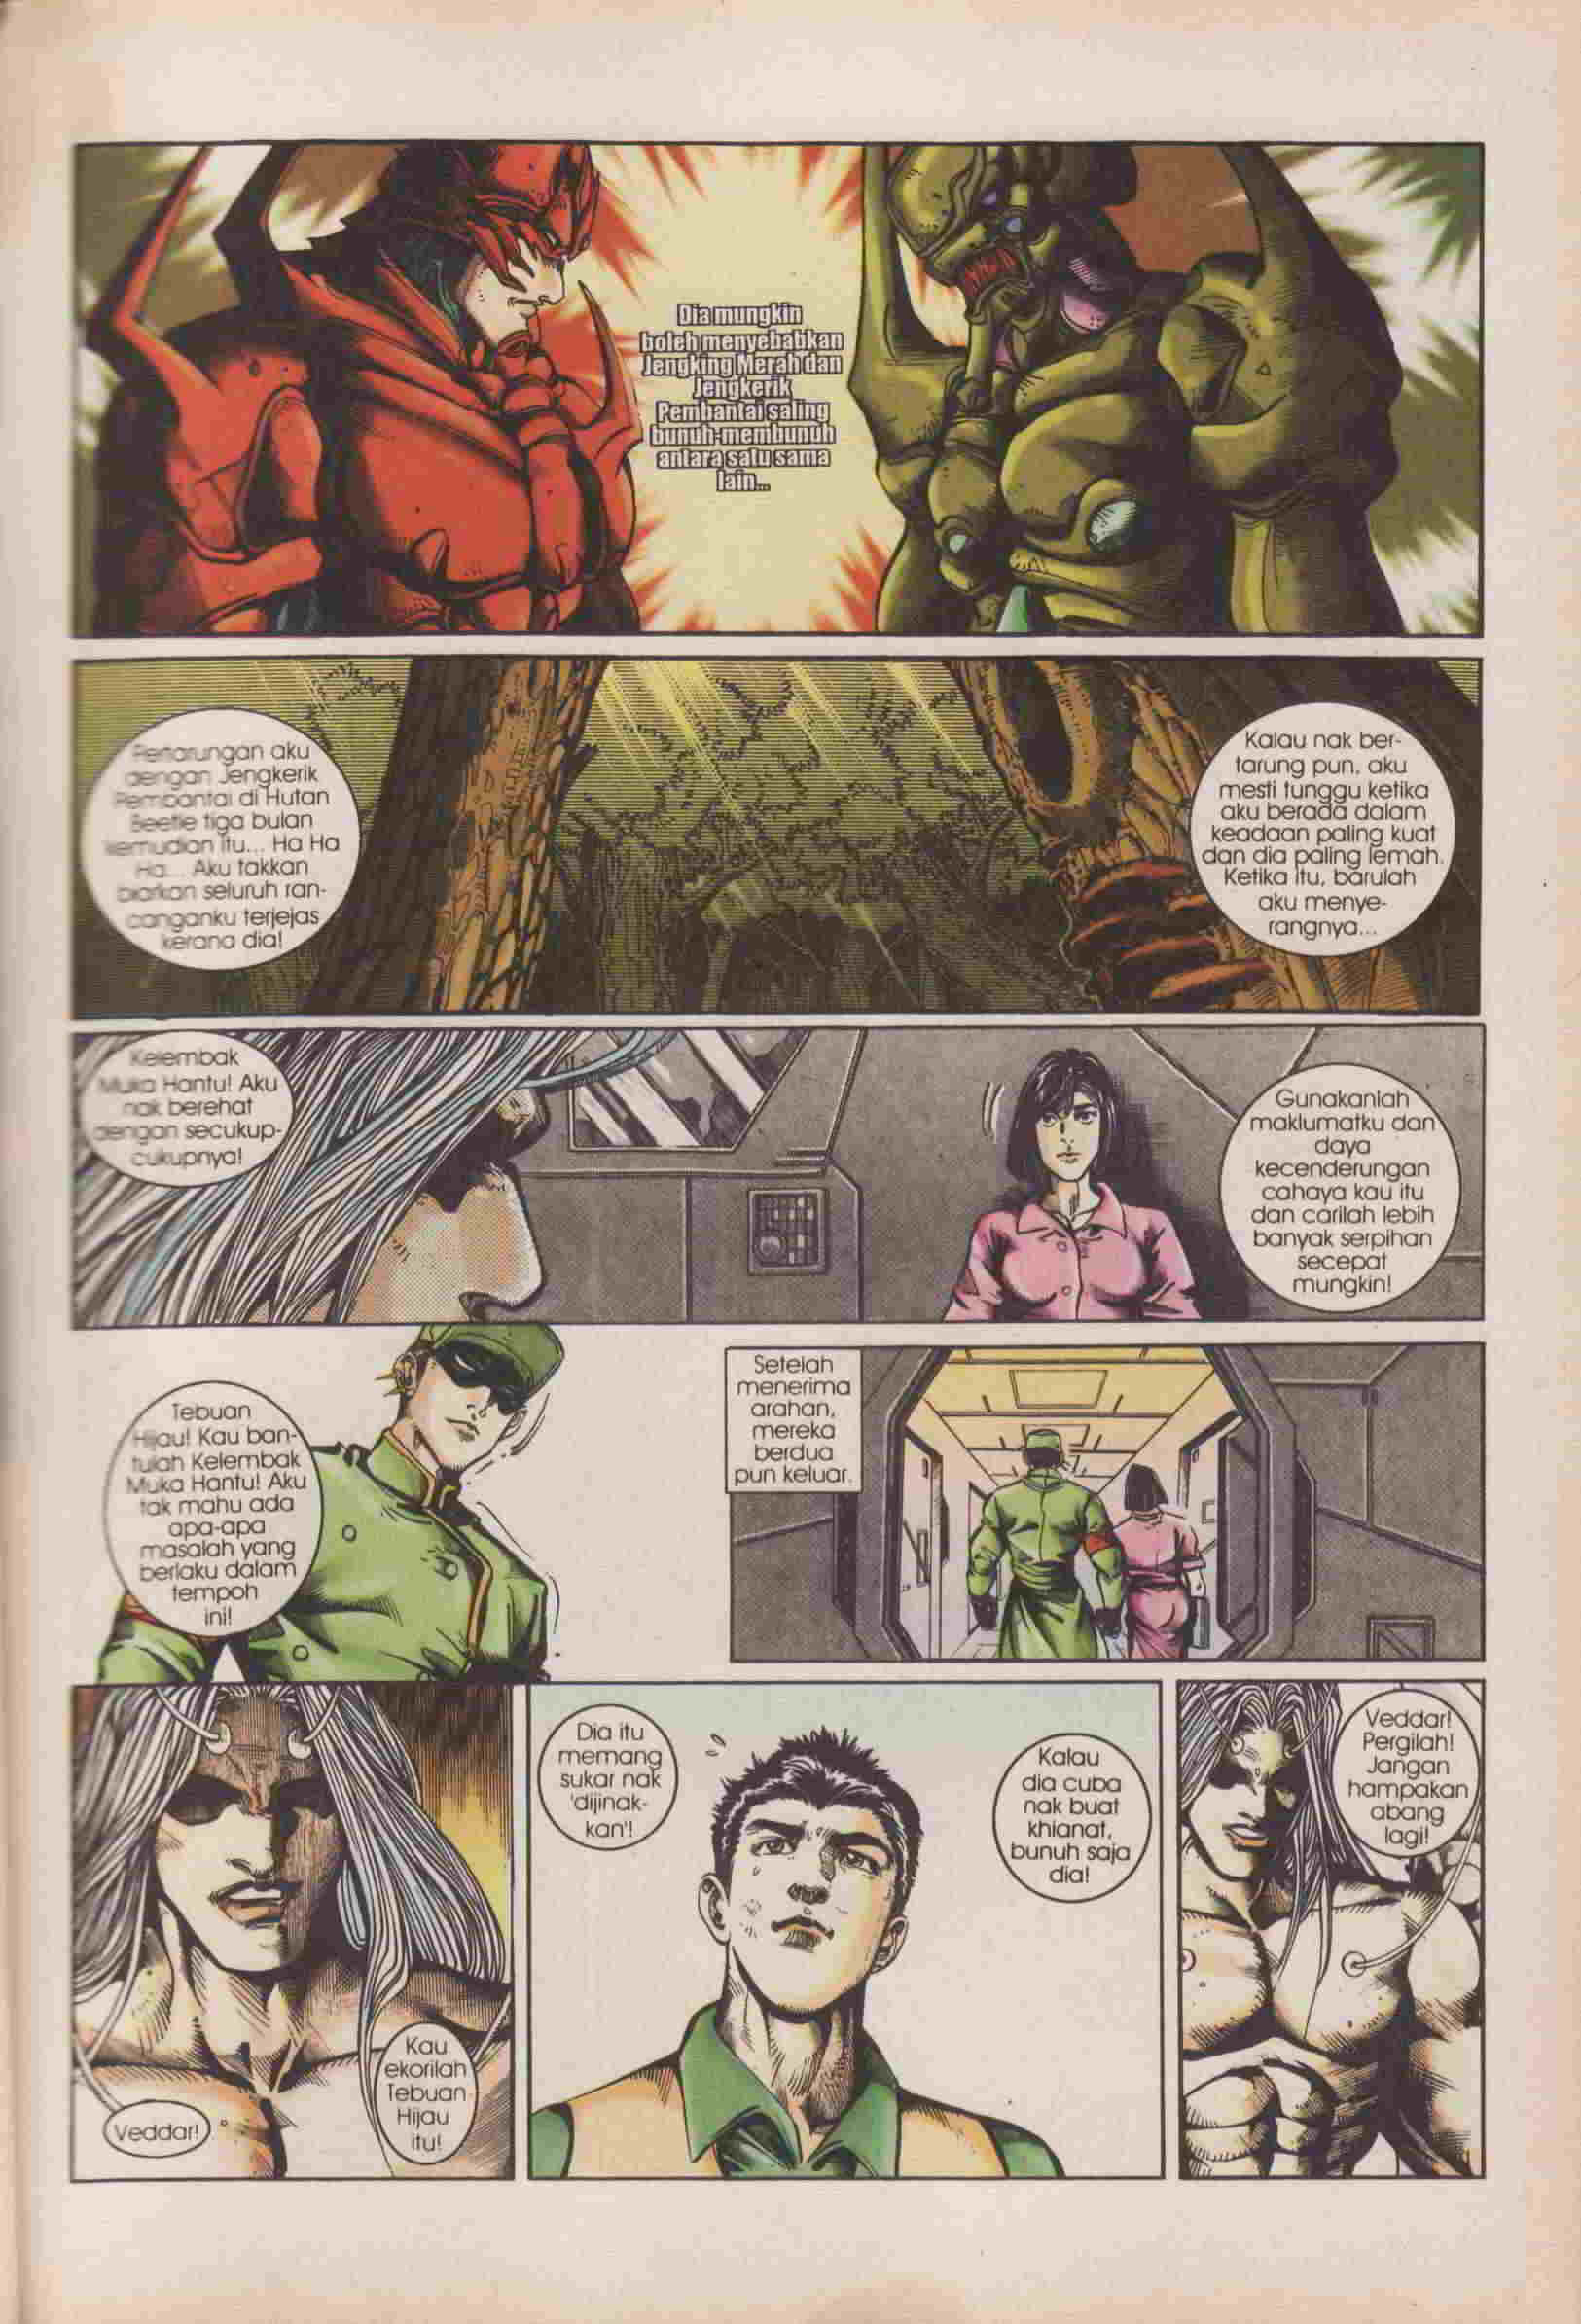 Dia mungkin
boleh menyebabkan
Jengking Merah dan
Jengkerik
Pembantai saling
bunuh-membunuh
antara satu sama
lain...
Pertarungan aku
dengan Jengkerik
Pembantai di Hutan
Beetle tiga bulan
kemudian itu... Ha Ha
Ha... Aku takkan
biarkan seluruh ran-
canganku terjejas
kerana dia!
Kalau nak ber-
tarung pun, aku
mesti tunggu ketika
aku berada dalam
keadaan paling kuat
dan dia paling lemah.
Ketika itu, barulah
aku menye-
rangnya...
Kelembak
Muka Hantu! Aku
nak berehat
dengan secukup-
cukupnya!
Gunakanlah
maklumatku dan
daya
kecenderungan
cahaya kau itu
dan carilah lebih
banyak serpihan
secepat
mungkin!
Tebuan
Hijau! Kau ban-
tulah Kelembak
Muka Hantu! Aku
tak mahu ada
apa-apa
masalah yang
berlaku dalam
tempoh
ini!
Setelah
menerima
arahan,
mereka
berdua
pun keluar.
Veddar!
Kau
ekorilah
Tebuan
Hijau
itu!
Dia itu
memang
sukar nak
'dijinak-
kan'!
Kalau
dia cuba
nak buat
khianat,
bunuh saja
dia!
Veddar!
Pergilah!
Jangan
hampakan
abang
lagi!